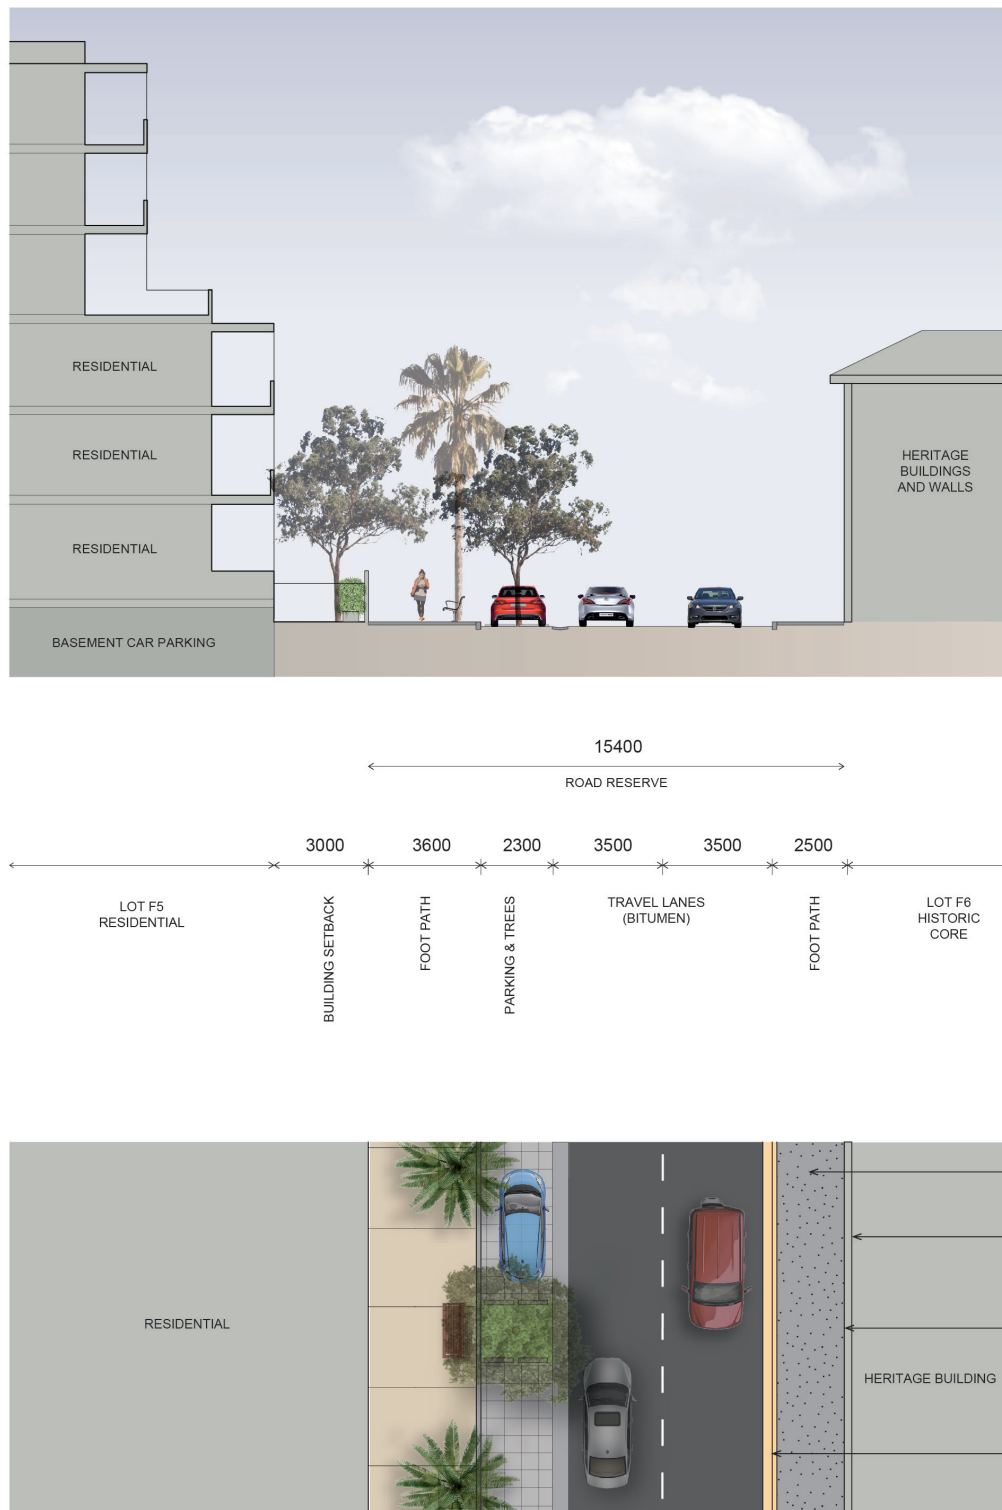 RESIDENTIAL
RESIDENTIAL
RESIDENTIAL
BASEMENT CAR PARKING
HERITAGE
BUILDINGS
AND WALLS
15400
ROAD RESERVE
3000
3600
2300
3500
3500
2500
LOT F5
RESIDENTIAL
BUILDING SETBACK
FOOT PATH
PARKING & TREES
TRAVEL LANES
(BITUMEN)
FOOT PATH
LOT F6
HISTORIC
CORE
RESIDENTIAL
HERITAGE BUILDING